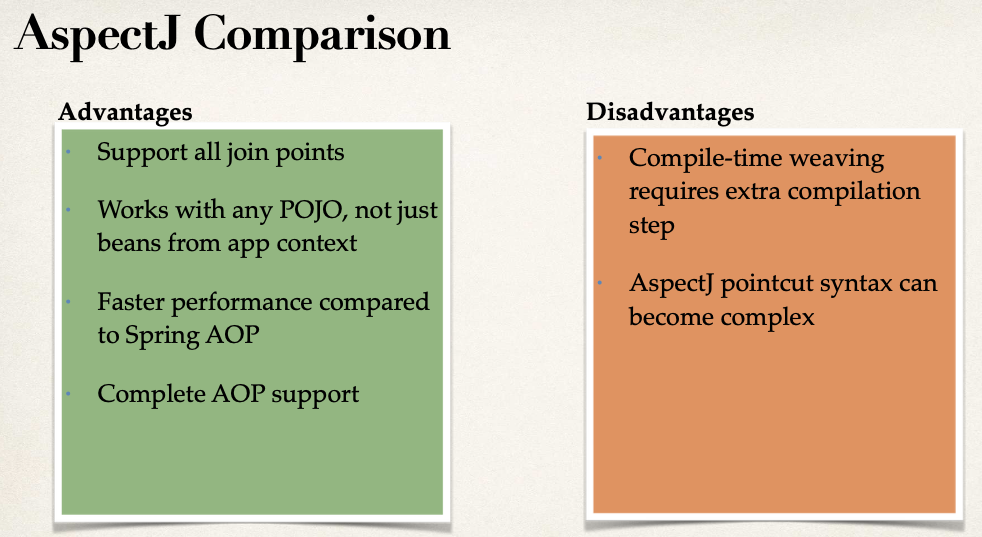 AspectJ Comparison
Advantages
• Support all join points
• Works with any POJO, not just
beans from app context
• Faster performance compared
to Spring AOP
• Complete AOP support
Disadvantages
• Compile-time weaving
requires extra compilation
step
• AspectJ pointcut syntax can
become complex